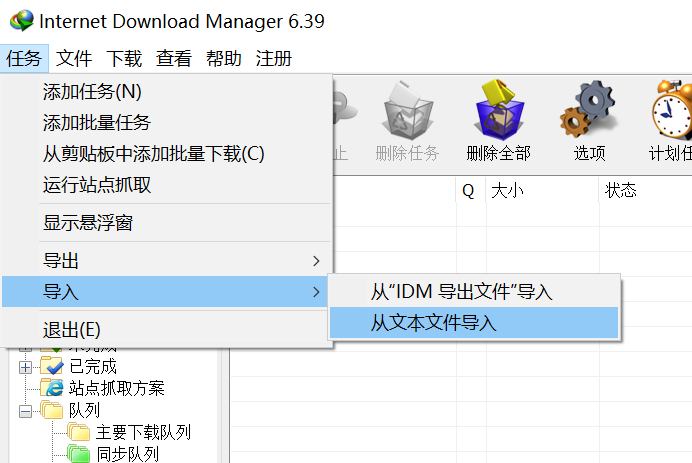 Internet Download Manager 6.39
任务 文件 下载 查看 帮助 注册
添加任务(N)
添加批量任务
从剪贴板中添加批量下载(C)
运行站点抓取
显示悬浮窗
导出
导入
退出(E)
从“IDM 导出文件”导入
从文本文件导入
止 删除任务 删除全部 选项 计划任
Q 大小 状态
未完成
已完成
站点抓取方案
队列
主要下载队列
同步队列